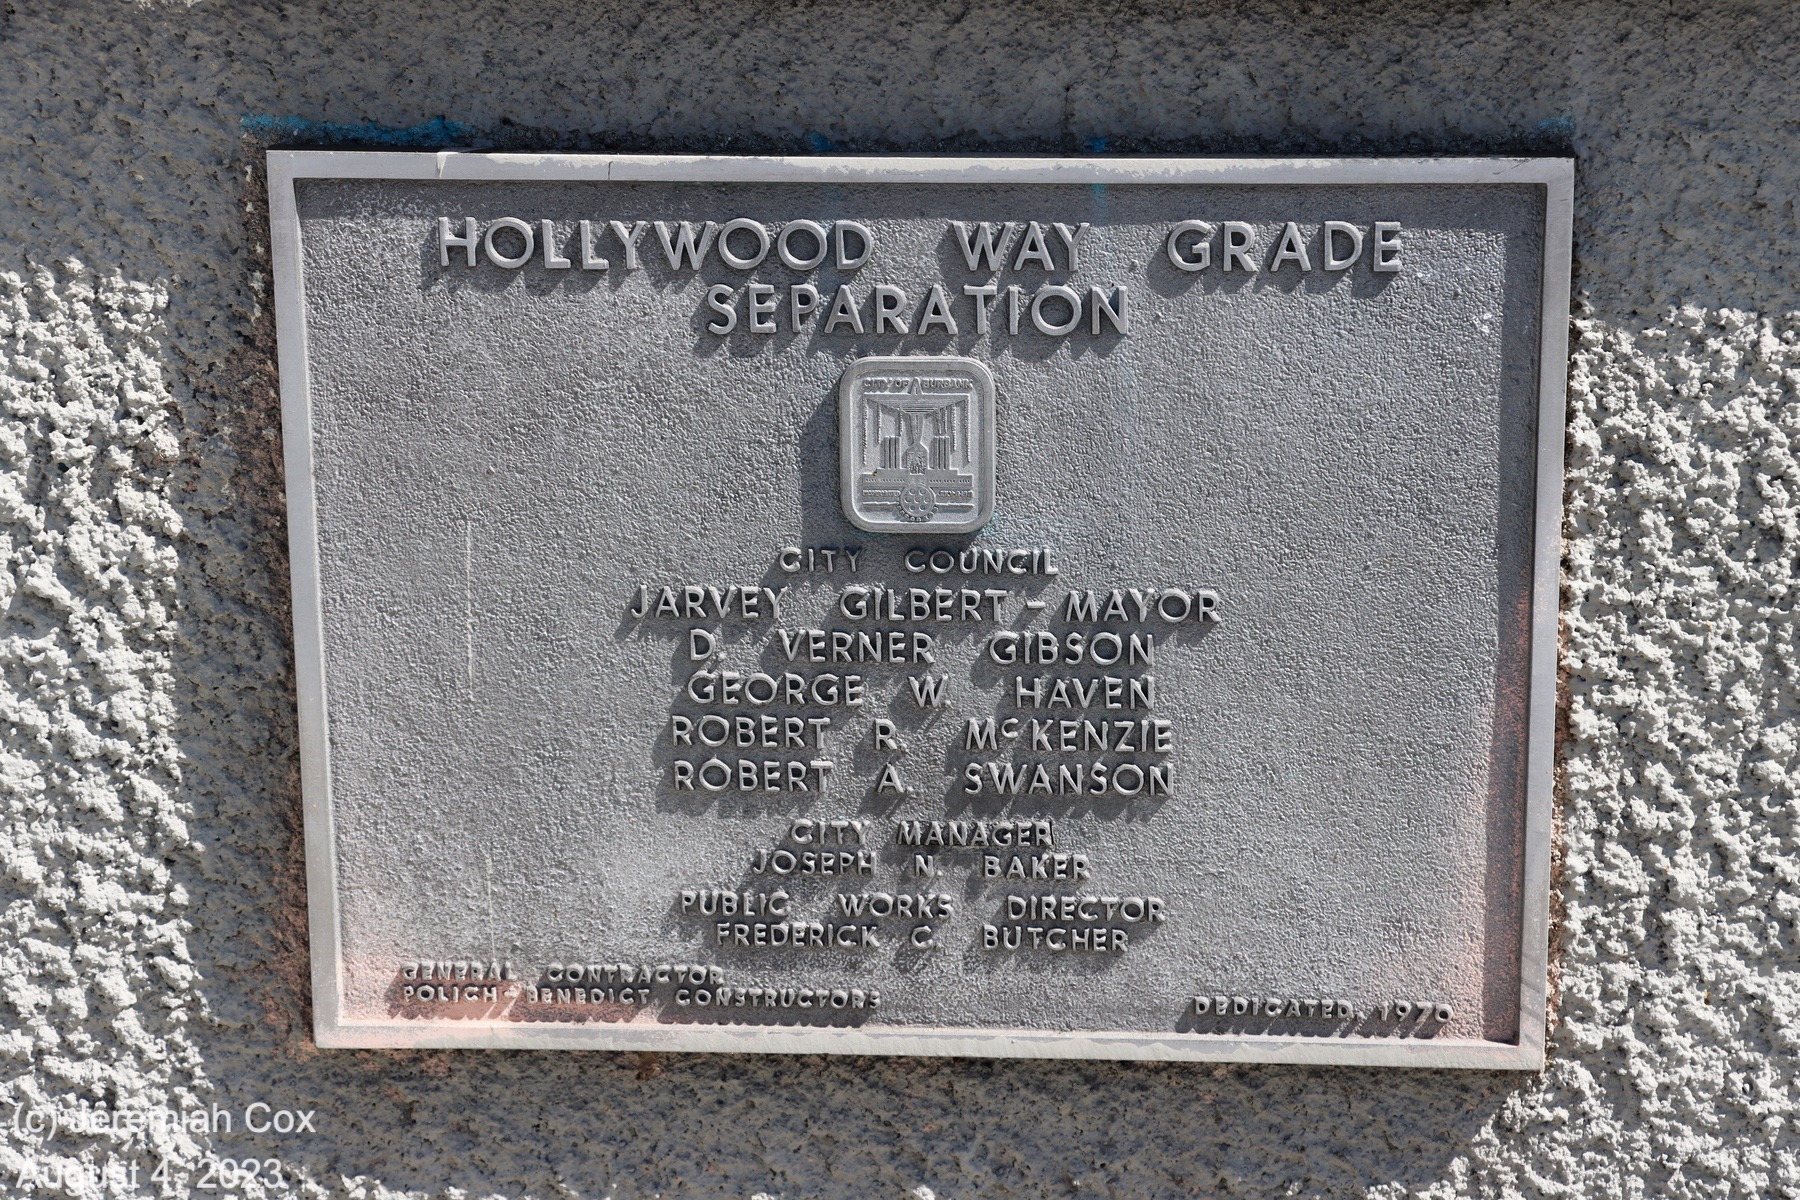 HOLLYWOOD WAY GRADE
SEPARATION
CITY OF BURBANK
CITY COUNCIL
JARVEY GILBERT - MAYOR
D. VERNER GIBSON
GEORGE W. HAVEN
ROBERT R. McKENZIE
ROBERT A. SWANSON
CITY MANAGER
JOSEPH N. BAKER
PUBLIC WORKS DIRECTOR
FREDERICK C. BUTCHER
GENERAL CONTRACTOR
POLICH-BENEDICT, CONSTRUCTORS
DEDICATED, 1970
(c) Jeremiah Cox
August 4, 2023